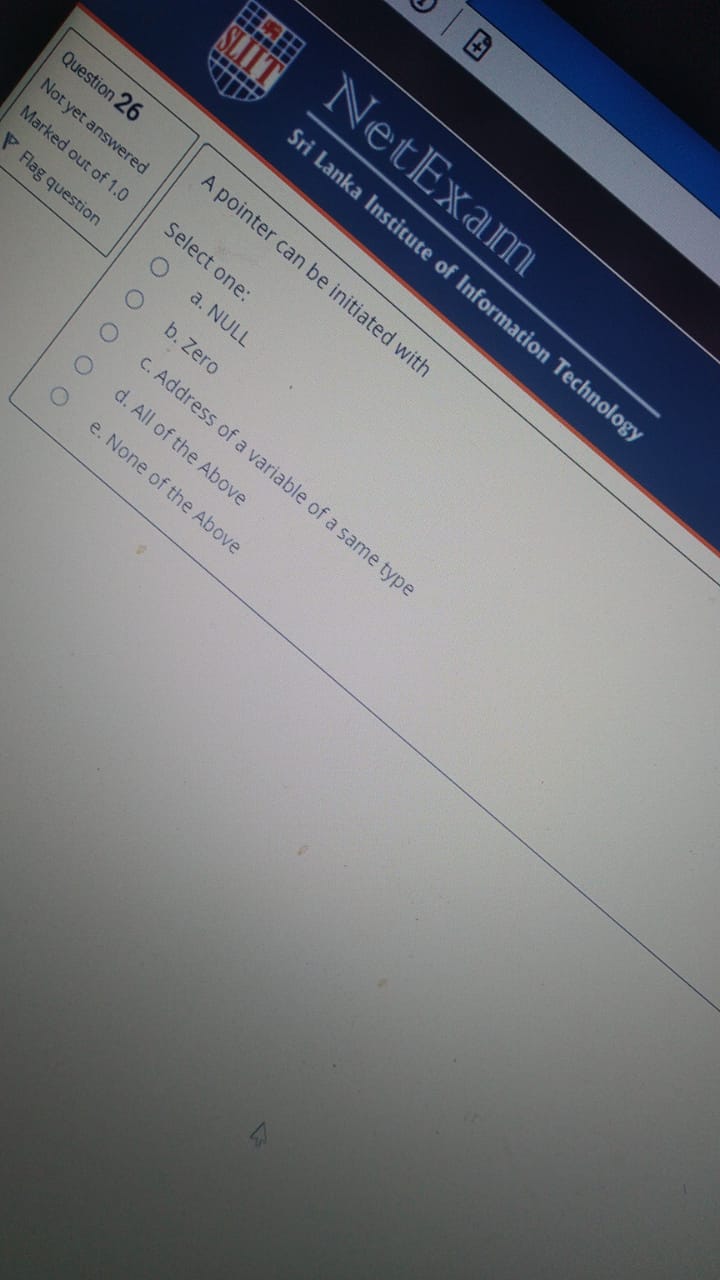 SLIIT
NetExam
Sri Lanka Institute of Information Technology
Question 26
Not yet answered
Marked out of 1.0
Flag question
A pointer can be initiated with
Select one:
a. NULL
b. Zero
c. Address of a variable of a same type
d. All of the Above
e. None of the Above